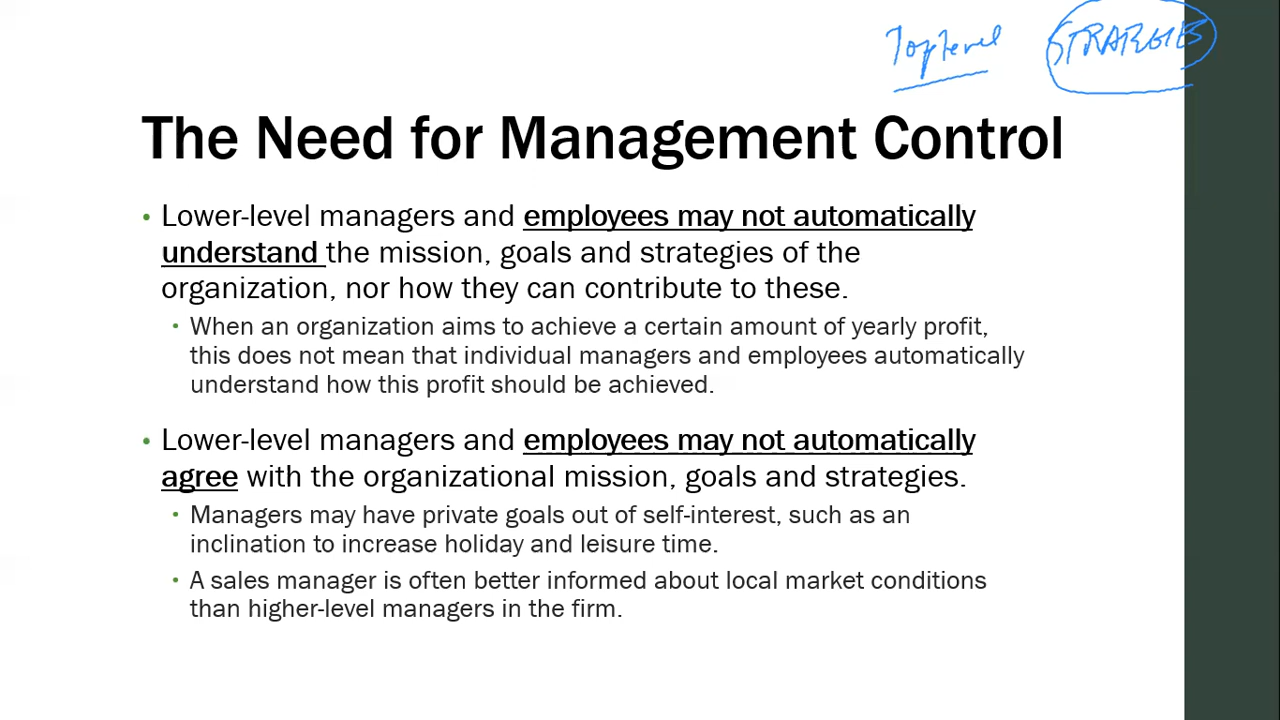 Top level STRARGIES
The Need for Management Control
• Lower-level managers and employees may not automatically
understand the mission, goals and strategies of the
organization, nor how they can contribute to these.
• When an organization aims to achieve a certain amount of yearly profit,
this does not mean that individual managers and employees automatically
understand how this profit should be achieved.
• Lower-level managers and employees may not automatically
agree with the organizational mission, goals and strategies.
• Managers may have private goals out of self-interest, such as an
inclination to increase holiday and leisure time.
• A sales manager is often better informed about local market conditions
than higher-level managers in the firm.